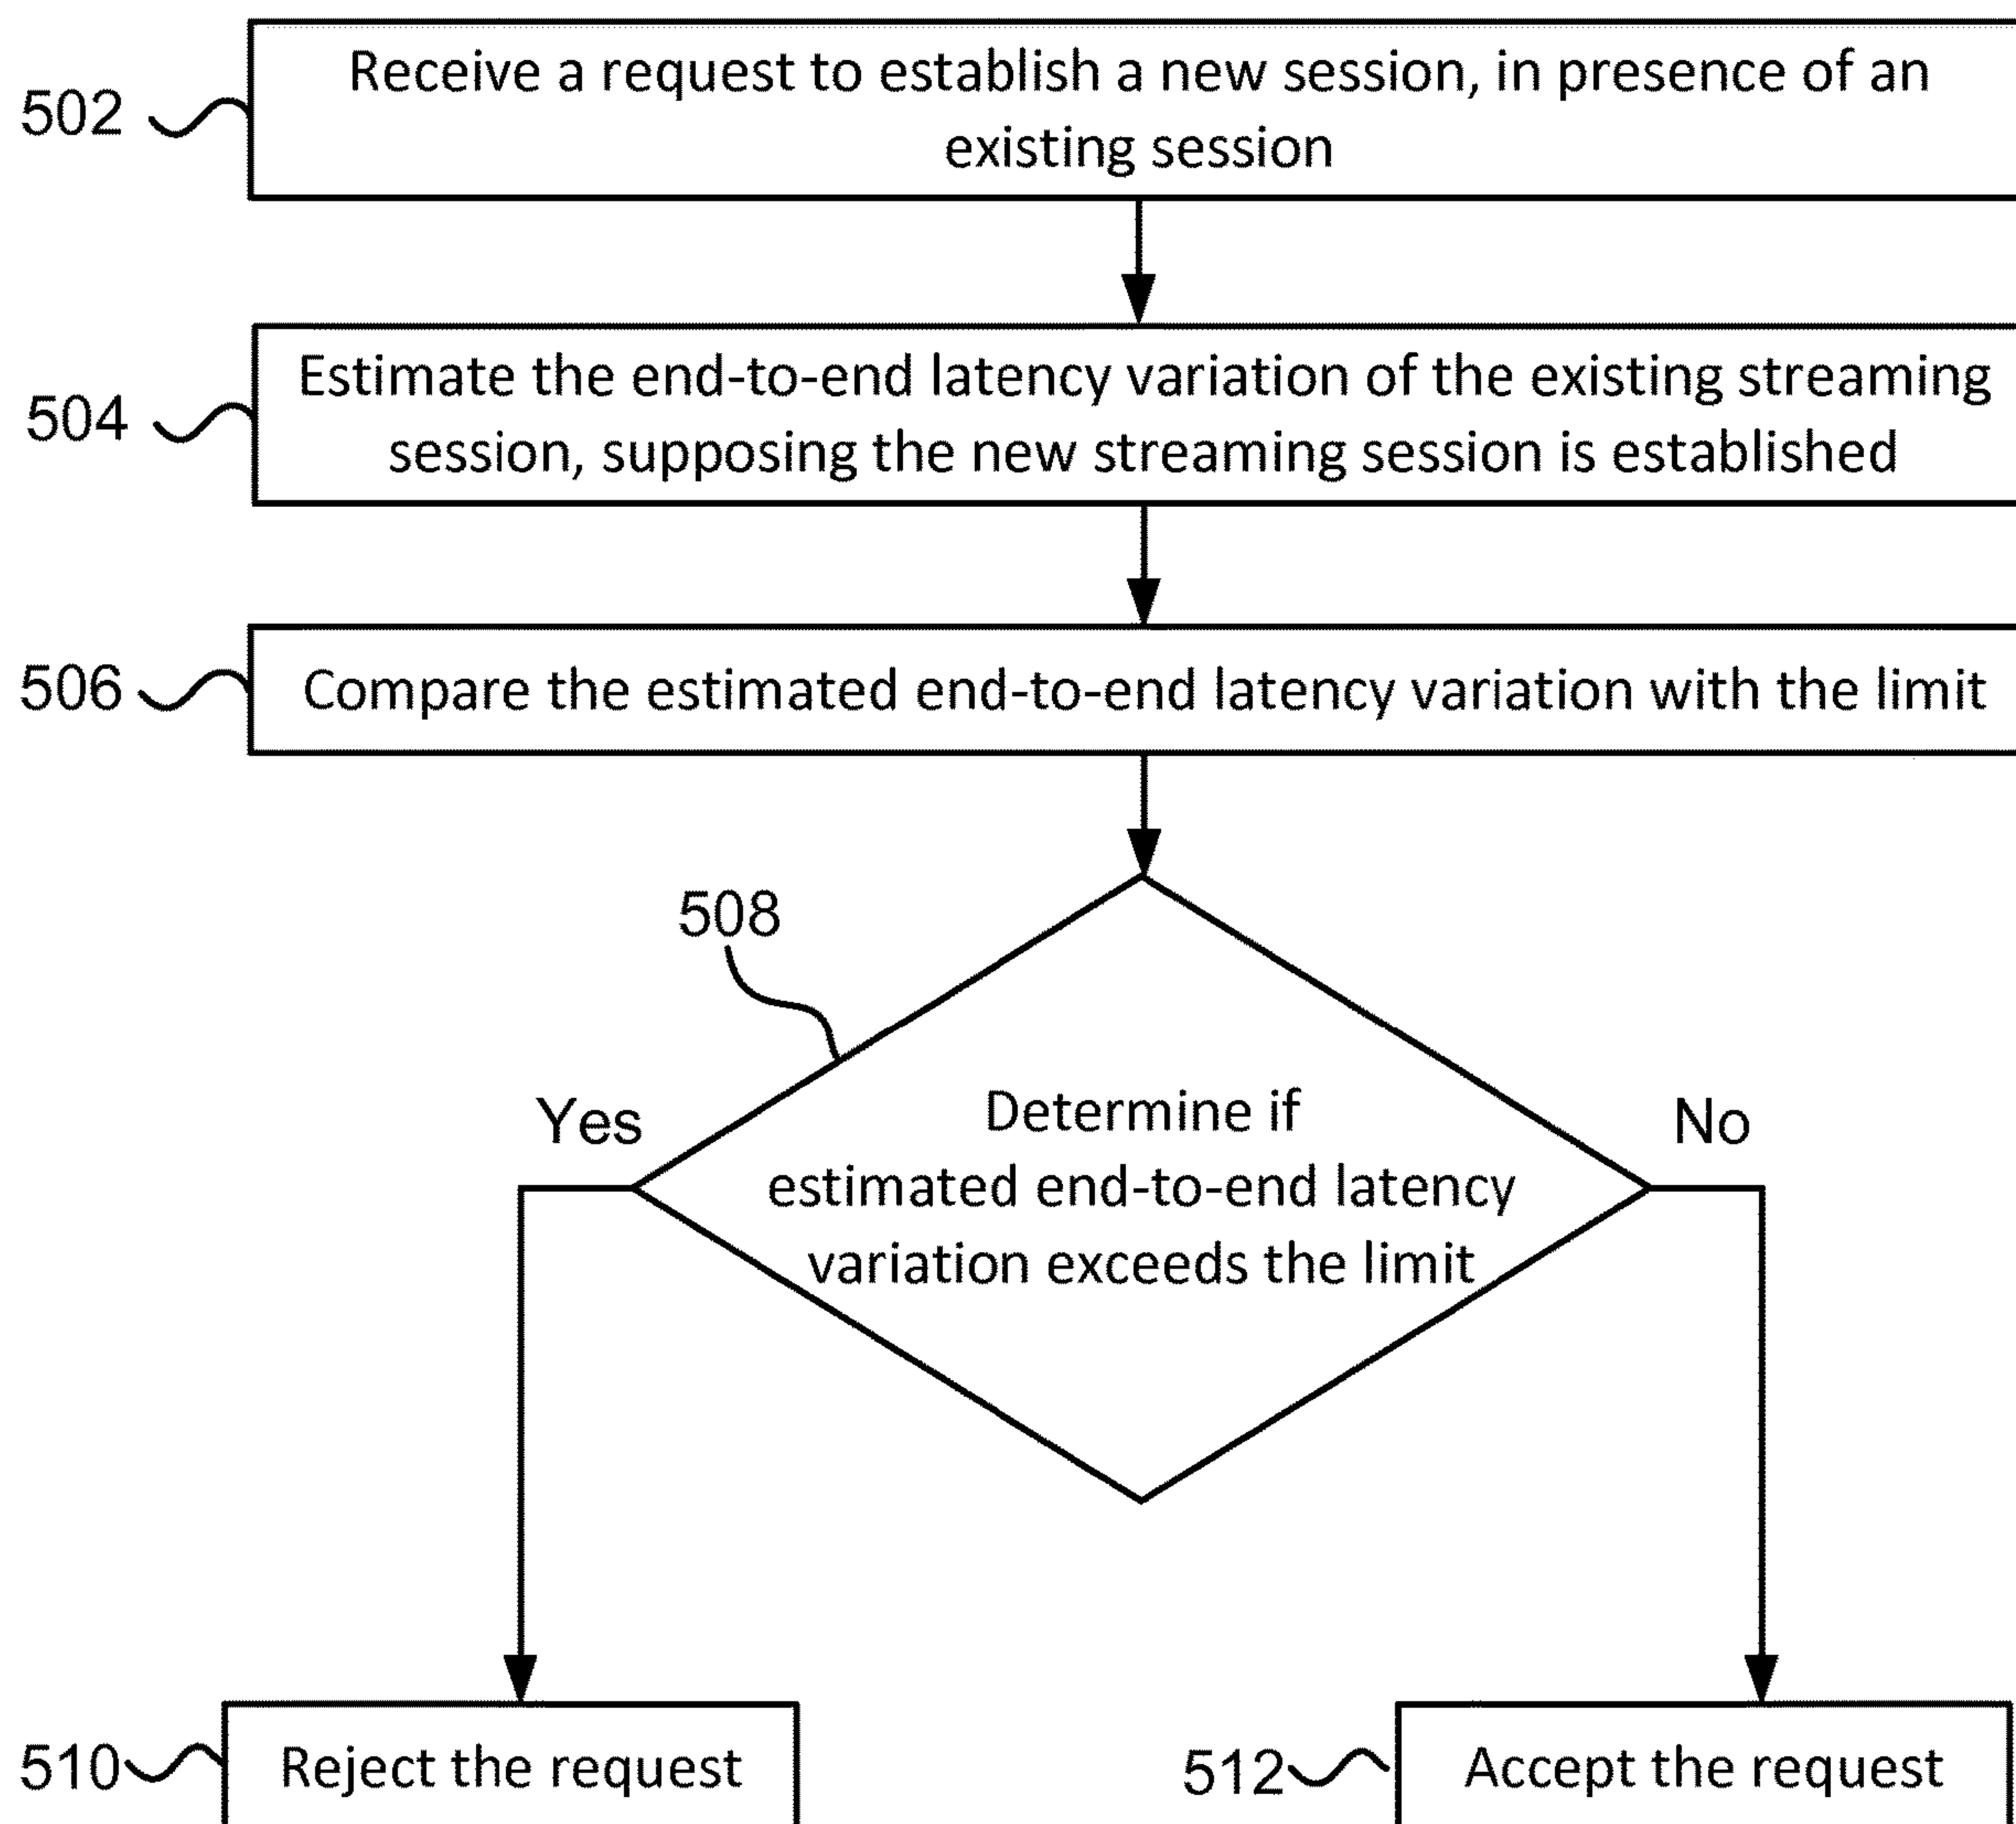 Receive a request to establish a new session, in presence of an
502
existing session
Estimate the end-to-end latency variation of the existing streaming
504
session, supposing the new streaming session is established
506
Compare the estimated end-to-end latency variation with the limit
508
Yes
No
Determine if
estimated end-to-end latency
variation exceeds the limit
510
Reject the request
512
Accept the request